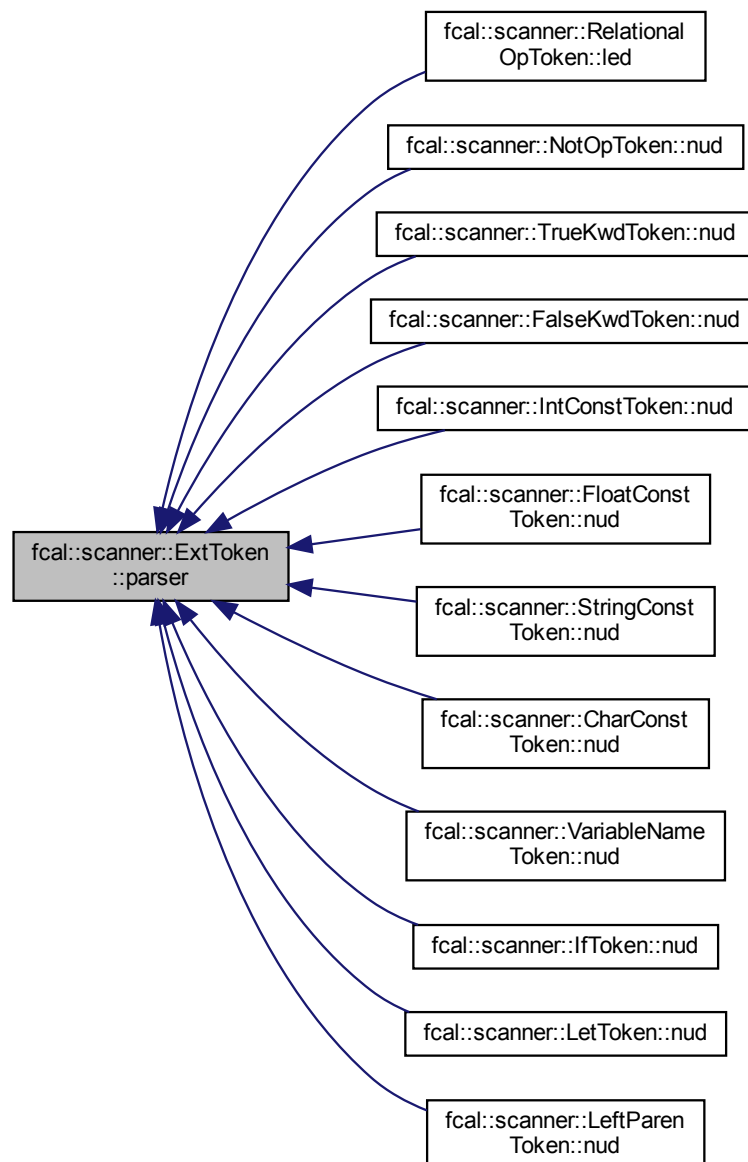 fcal::scanner::Relational
OpToken::led
fcal::scanner::NotOpToken::nud
fcal::scanner::TrueKwdToken::nud
fcal::scanner::FalseKwdToken::nud
fcal::scanner::IntConstToken::nud
fcal::scanner::FloatConst
Token::nud
fcal::scanner::ExtToken
::parser
fcal::scanner::StringConst
Token::nud
fcal::scanner::CharConst
Token::nud
fcal::scanner::VariableName
Token::nud
fcal::scanner::IfToken::nud
fcal::scanner::LetToken::nud
fcal::scanner::LeftParen
Token::nud